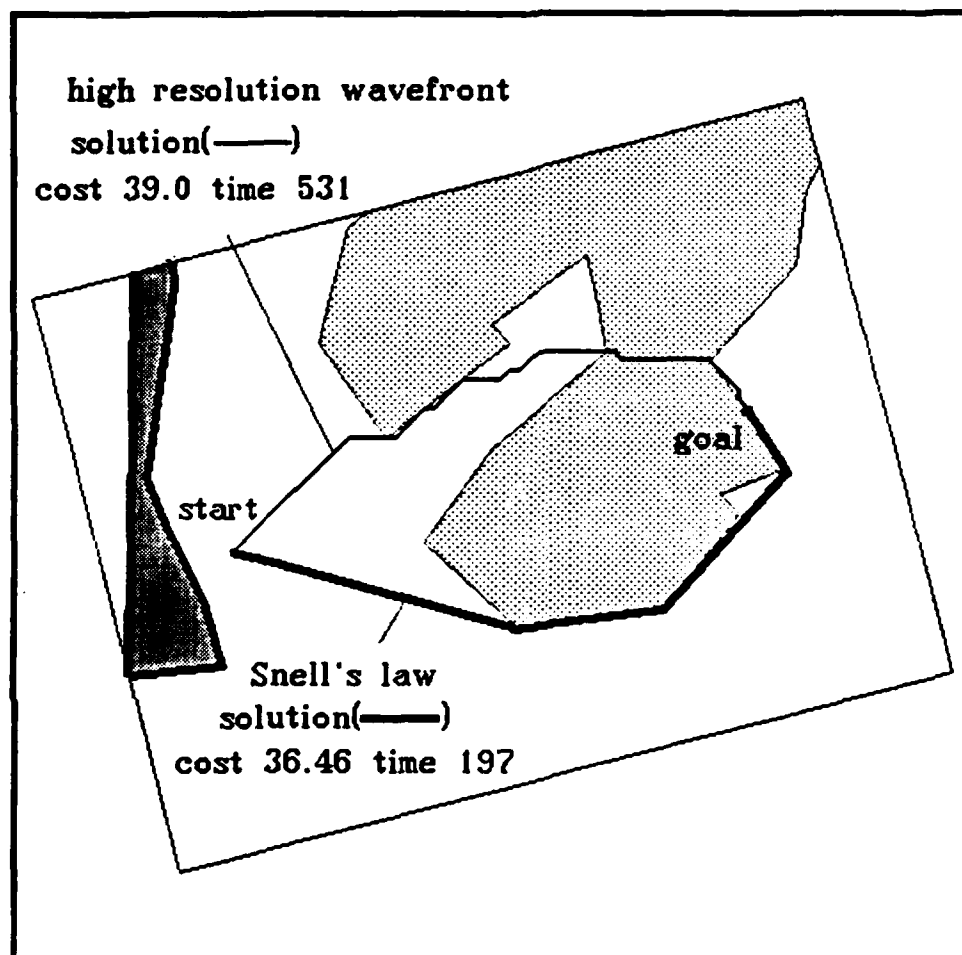 high resolution wavefront
solution(——)
cost 39.0 time 531
goal
start
Snell's law
solution(——)
cost 36.46 time 197